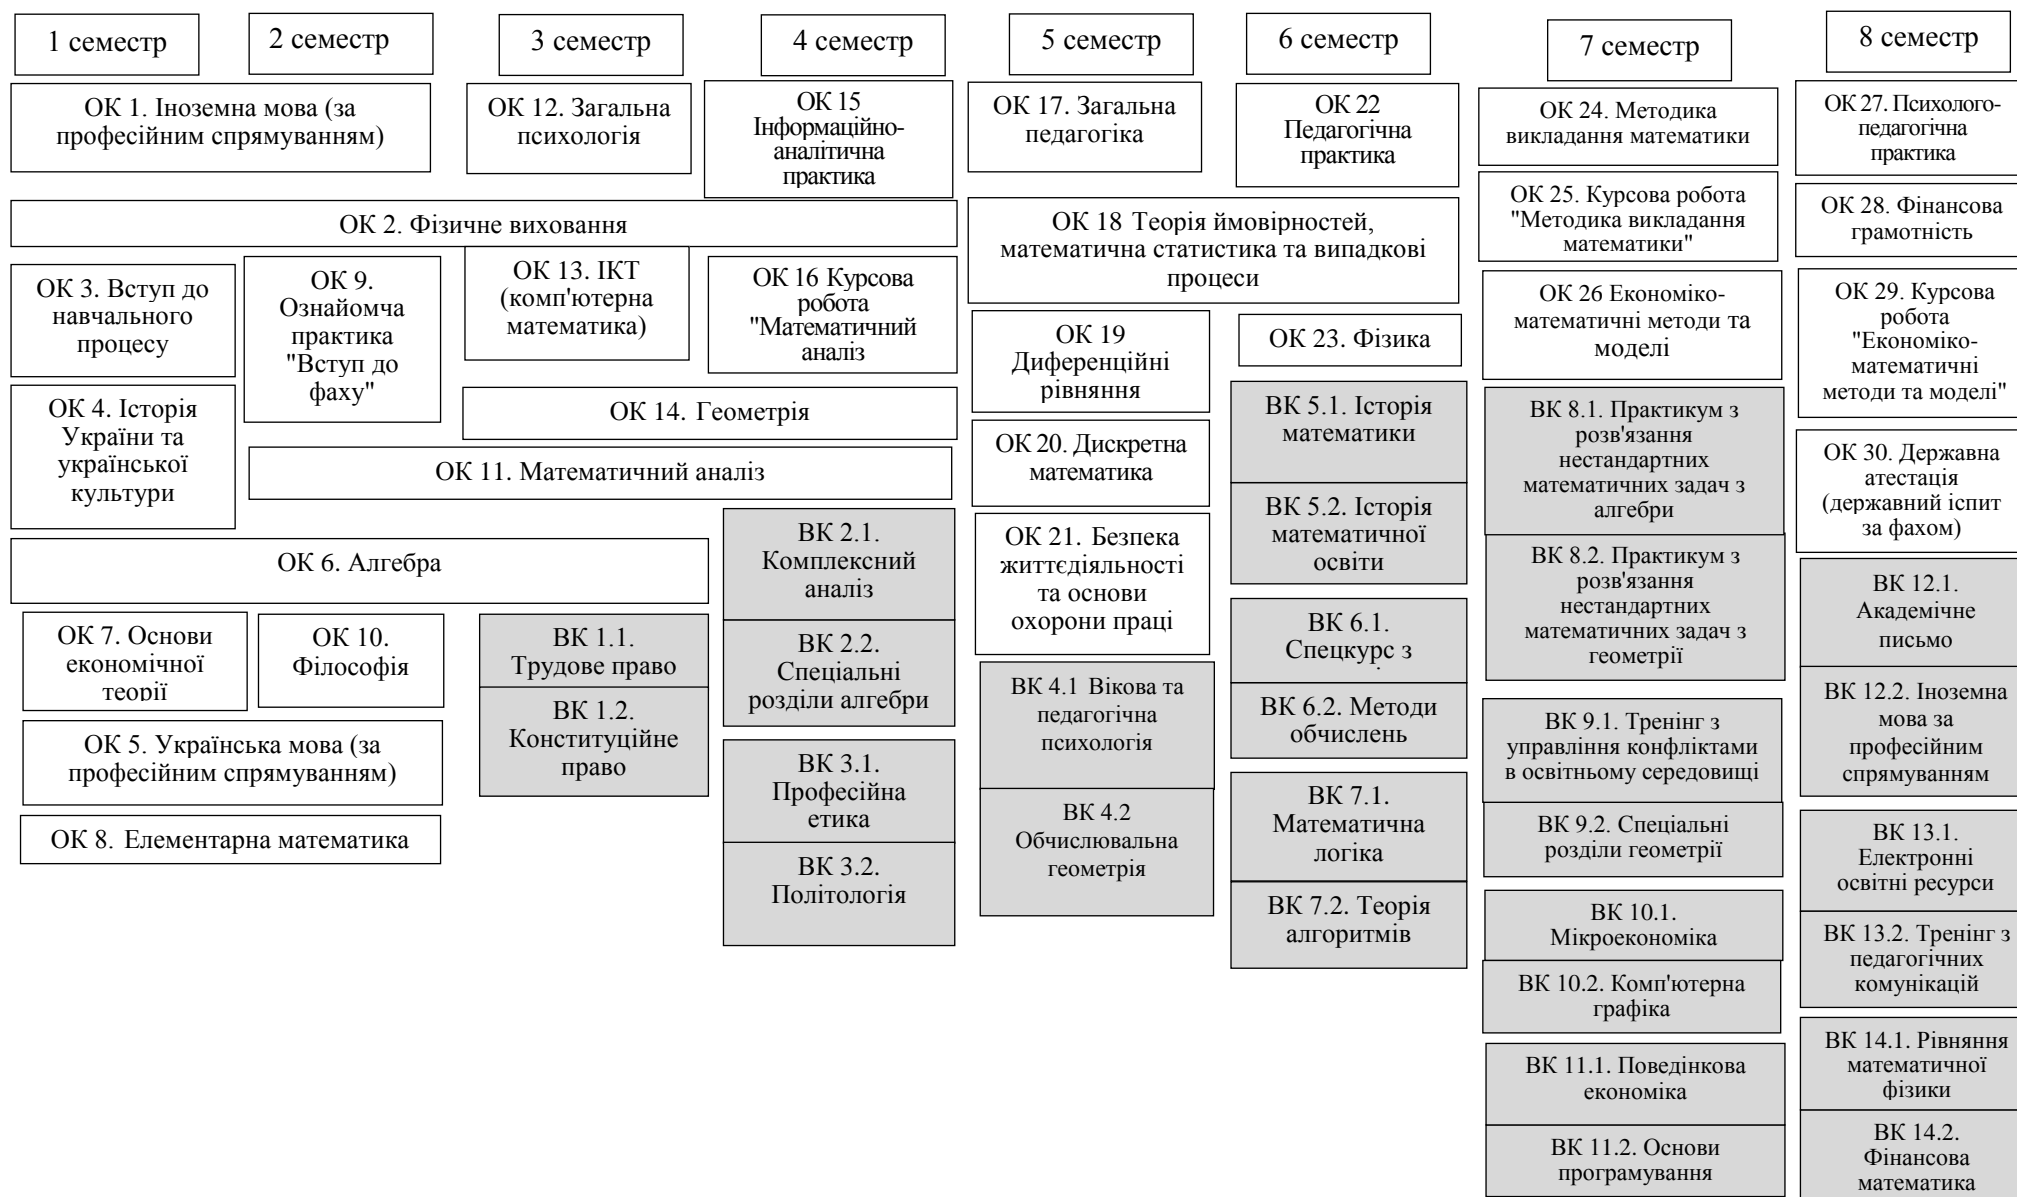 1 семестр
2 семестр
3 семестр
4 семестр
5 семестр
6 семестр
7 семестр
8 семестр
ОК 1. Іноземна мова (за
професійним спрямуванням)
ОК 12. Загальна
психологія
ОК 15
Інформаційно-
аналітична
практика
ОК 17. Загальна
педагогіка
ОК 22
Педагогічна
практика
ОК 24. Методика
викладання математики
ОК 27. Психолого-
педагогічна
практика
ОК 2. Фізичне виховання
ОК 18 Теорія ймовірностей,
математична статистика та випадкові
процеси
ОК 25. Курсова робота
"Методика викладання
математики"
ОК 28. Фінансова
грамотність
ОК 3. Вступ до
навчального
процесу
ОК 9.
Ознайомча
практика
"Вступ до
фаху"
ОК 13. ІКТ
(комп'ютерна
математика)
ОК 16 Курсова
робота
"Математичний
аналіз
ОК 19
Диференційні
рівняння
ОК 23. Фізика
ОК 26 Економіко-
математичні методи та
моделі
ОК 29. Курсова
робота
"Економіко-
математичні
методи та моделі"
ОК 4. Історія
України та
української
культури
ОК 14. Геометрія
ОК 11. Математичний аналіз
ОК 20. Дискретна
математика
ВК 5.1. Історія
математики
ВК 5.2. Історія
математичної
освіти
ВК 8.1. Практикум з
розв'язання
нестандартних
математичних задач з
алгебри
ВК 8.2. Практикум з
розв'язання
нестандартних
математичних задач з
геометрії
ОК 30. Державна
атестація
(державний іспит
за фахом)
ОК 6. Алгебра
ВК 2.1.
Комплексний
аналіз
ВК 2.2.
Спеціальні
розділи алгебри
ОК 21. Безпека
життєдіяльності
та основи
охорони праці
ВК 12.1.
Академічне
письмо
ВК 12.2. Іноземна
мова за
професійним
спрямуванням
ОК 7. Основи
економічної
теорії
ОК 10.
Філософія
ВК 1.1.
Трудове право
ВК 1.2.
Конституційне
право
ВК 6.1.
Спецкурс з
ВК 6.2. Методи
обчислень
ВК 4.1 Вікова та
педагогічна
психологія
ВК 4.2
Обчислювальна
геометрія
ВК 9.1. Тренінг з
управління конфліктами
в освітньому середовищі
ВК 9.2. Спеціальні
розділи геометрії
ОК 5. Українська мова (за
професійним спрямуванням)
ОК 8. Елементарна математика
ВК 3.1.
Професійна
етика
ВК 3.2.
Політологія
ВК 7.1.
Математична
логіка
ВК 7.2. Теорія
алгоритмів
ВК 10.1.
Мікроекономіка
ВК 10.2. Комп'ютерна
графіка
ВК 13.1.
Електронні
освітні ресурси
ВК 13.2. Тренінг з
педагогічних
комунікацій
ВК 11.1. Поведінкова
економіка
ВК 11.2. Основи
програмування
ВК 14.1. Рівняння
математичної
фізики
ВК 14.2.
Фінансова
математика